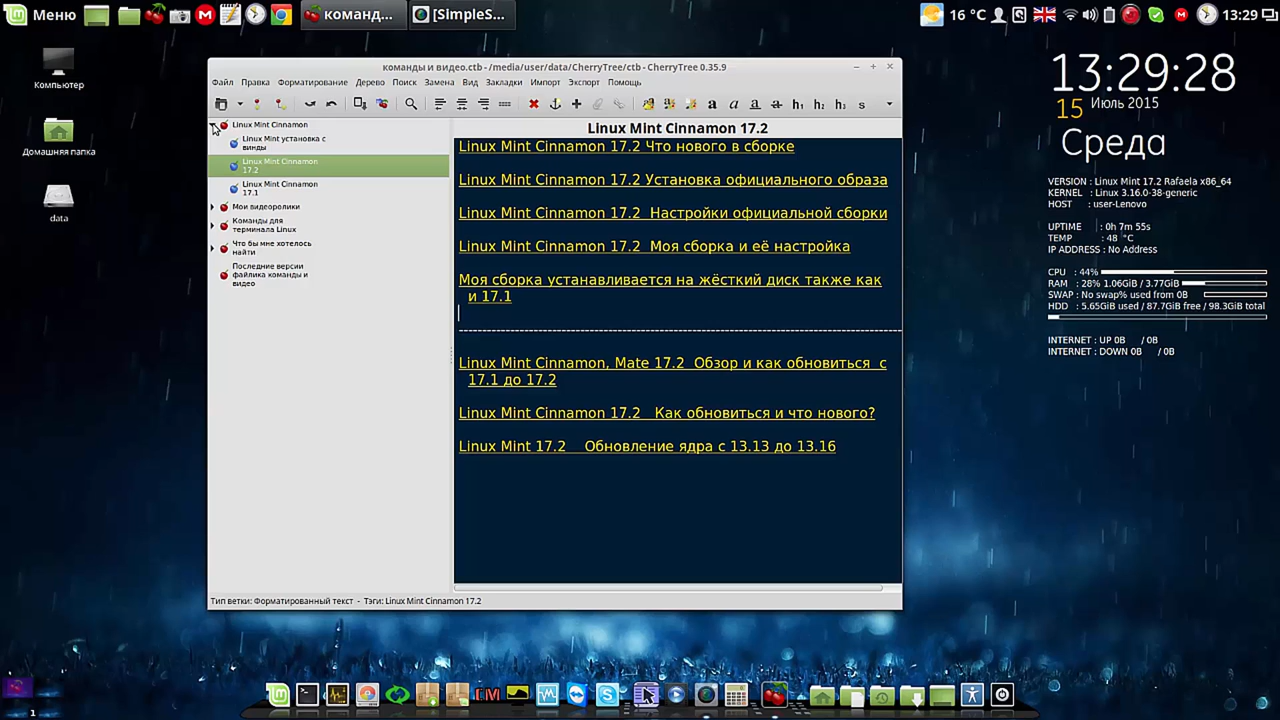 Меню
команд...
[SimpleS...
16 °C
13:29
Компьютер
Домашняя папка
data
команды и видео.ctb - /media/user/data/CherryTree/ctb - CherryTree 0.35.9
Файл Правка Форматирование Дерево Поиск Замена Вид Закладки Импорт Экспорт Помощь
a a a a h1 h2 h3 s
Linux Mint Cinnamon
Linux Mint установка с
винды
Linux Mint Cinnamon
17.2
Linux Mint Cinnamon
17.1
Мои видеоролики
Команды для
терминала Linux
Что бы мне хотелось
найти
Последние версии
файлика команды и
видео
Linux Mint Cinnamon 17.2
Linux Mint Cinnamon 17.2 Что нового в сборке
Linux Mint Cinnamon 17.2 Установка официального образа
Linux Mint Cinnamon 17.2 Настройки официальной сборки
Linux Mint Cinnamon 17.2 Моя сборка и её настройка
Моя сборка устанавливается на жёсткий диск также как
и 17.1
Linux Mint Cinnamon, Mate 17.2 Обзор и как обновиться с
17.1 до 17.2
Linux Mint Cinnamon 17.2 Как обновиться и что нового?
Linux Mint 17.2 Обновление ядра с 13.13 до 13.16
Тип ветки: Форматированный текст - Тэги: Linux Mint Cinnamon 17.2
13:29:28
15 Июль 2015
Среда
VERSION : Linux Mint 17.2 Rafaela x86_64
KERNEL : Linux 3.16.0-38-generic
HOST : user-Lenovo
UPTIME : 0h 7m 55s
TEMP : 48 °C
IP ADDRESS : No Address
CPU : 44%
RAM : 28% 1.06GiB / 3.77GiB
SWAP : No swap% used from 0B
HDD : 5.65GiB used / 87.7GiB free / 98.3GiB total
INTERNET : UP 0B / 0B
INTERNET : DOWN 0B / 0B
1